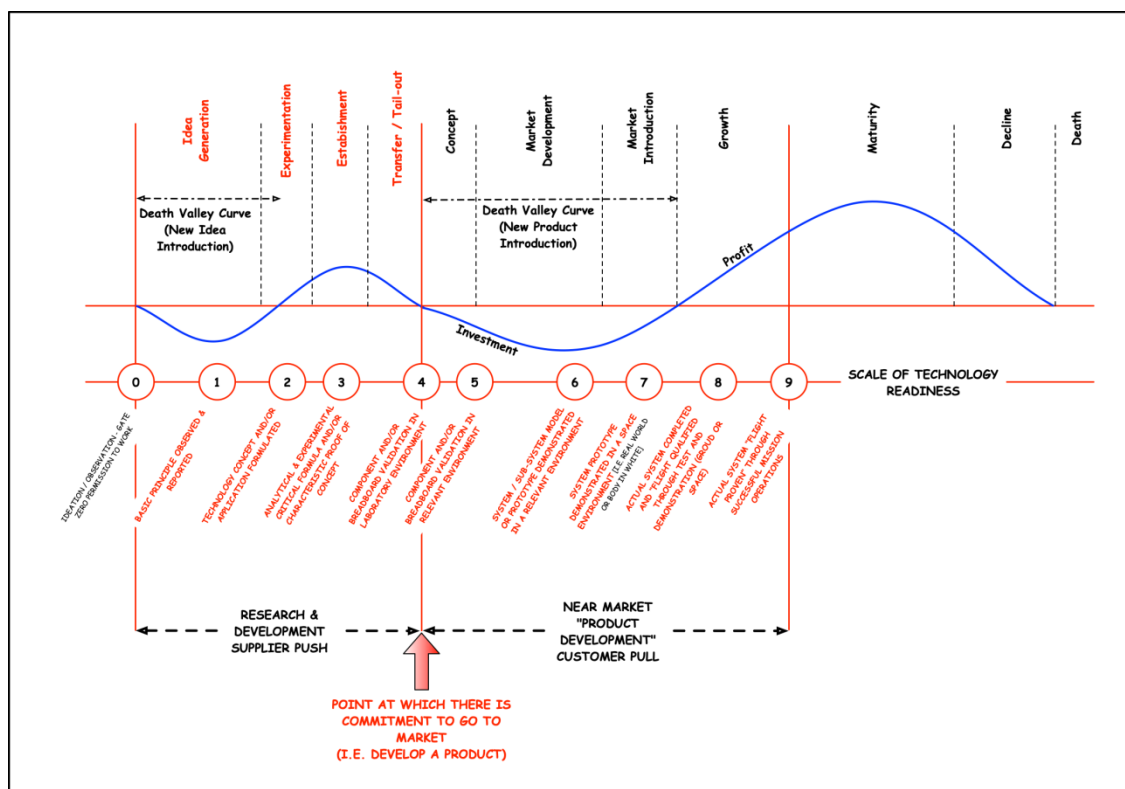 Idea
Generation
Experimentation
Estabishment
Transfer / Tail-out
Concept
Market
Development
Market
Introduction
Growth
Maturity
Decline
Death
Death Valley Curve
(New Idea
Introduction)
Death Valley Curve
(New Product
Introduction)
Profit
Investment
0
1
2
3
4
5
6
7
8
9
SCALE OF TECHNOLOGY
READINESS
IDEATION / OBSERVATION - GATE
ZERO PERMISSION TO WORK
BASIC PRINCIPLE OBSERVED &
REPORTED
TECHNOLOGY CONCEPT AND/OR
APPLICATION FORMULATED
ANALYTICAL & EXPERIMENTAL
CRITICAL FORMULA AND/OR
CHARACTERISTIC PROOF OF
CONCEPT
COMPONENT AND/OR
BREADBOARD VALIDATION IN
LABORATORY ENVIRONMENT
COMPONENT AND/OR
BREADBOARD VALIDATION IN
RELEVANT ENVIRONMENT
SYSTEM / SUB-SYSTEM MODEL
OR PROTOTYPE DEMONSTRATED
IN A RELEVANT ENVIRONMENT
SYSTEM PROTOTYPE
DEMONSTRATED IN A SPACE
ENVIRONMENT (I.E. REAL WORLD
OR BODY IN WHITE)
ACTUAL SYSTEM COMPLETED
AND "FLIGHT QUALIFIED
THROUGH TEST AND
DEMONSTRATION (GROUD OR
SPACE)
ACTUAL SYSTEM "FLIGHT
PROVEN" THROUGH
SUCCESSFUL MISSION
OPERATIONS
RESEARCH &
DEVELOPMENT
SUPPLIER PUSH
NEAR MARKET
"PRODUCT
DEVELOPMENT"
CUSTOMER PULL
POINT AT WHICH THERE IS
COMMITMENT TO GO TO
MARKET
(I.E. DEVELOP A PRODUCT)